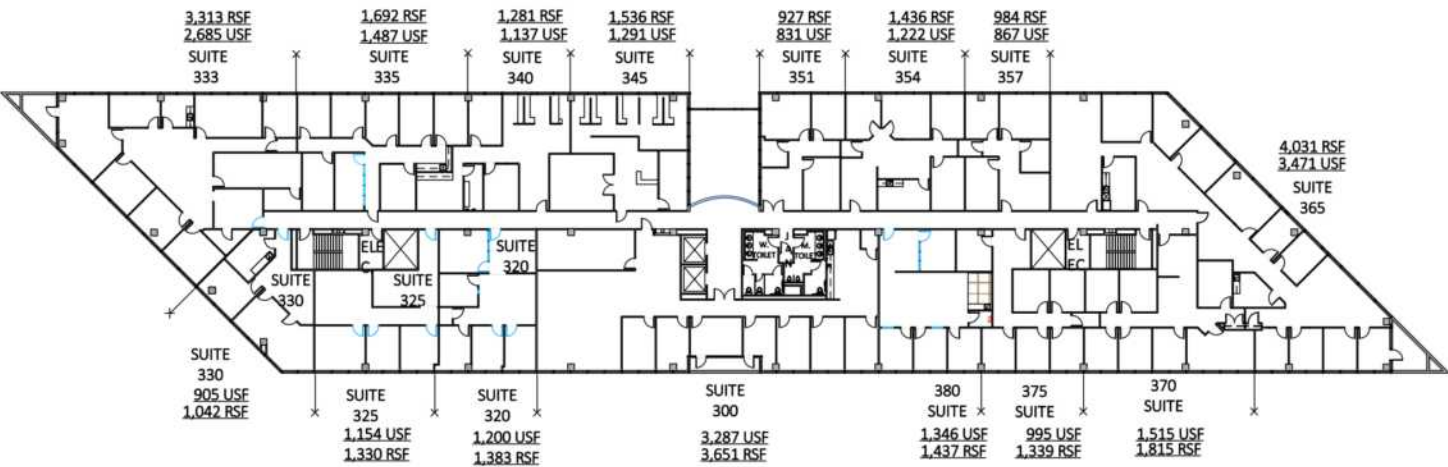 3,313 RSF
2,685 USF
SUITE
333
1,692 RSF
1,487 USF
SUITE
335
1,281 RSF
1,137 USF
SUITE
340
1,536 RSF
1,291 USF
SUITE
345
927 RSF
831 USF
SUITE
351
1,436 RSF
1,222 USF
SUITE
354
984 RSF
867 USF
SUITE
357
4,031 RSF
3,471 USF
SUITE
365
ELE
C
SUITE
320
SUITE
330
SUITE
325
W.
TOILET
J
A
N
M.
TOILET
EL
EC
SUITE
330
905 USF
1,042 RSF
SUITE
325
1,154 USF
1,330 RSF
SUITE
320
1,200 USF
1,383 RSF
SUITE
300
3,287 USF
3,651 RSF
380
SUITE
1,346 USF
1,437 RSF
375
SUITE
995 USF
1,339 RSF
370
SUITE
1,515 USF
1,815 RSF